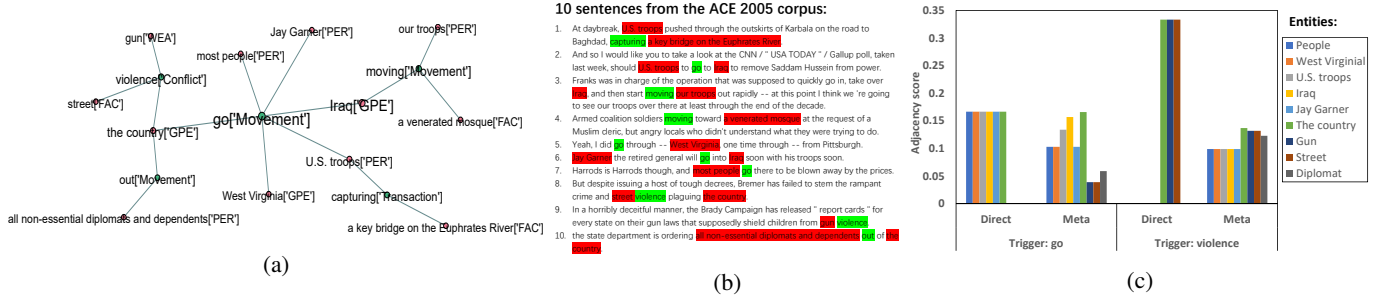 gun['WEA']
Jay Garner['PER']
our troops['PER']
most people['PER']
violence['Conflict']
moving['Movement']
street['FAC']
Iraq['GPE']
go['Movement']
a venerated mosque['FAC']
the country['GPE']
U.S. troops['PER']
out['Movement']
West Virginia['GPE']
capturing['Transaction']
all non-essential diplomats and dependents['PER']
a key bridge on the Euphrates River['FAC']
(a)
10 sentences from the ACE 2005 corpus:
1. At daybreak, U.S. troops pushed through the outskirts of Karbala on the road to
Baghdad, capturing a key bridge on the Euphrates River.
2. And so I would like you to take a look at the CNN / " USA TODAY " / Gallup poll, taken
last week, should U.S. troops to go to Iraq to remove Saddam Hussein from power.
3. Franks was in charge of the operation that was supposed to quickly go in, take over
Iraq, and then start moving our troops out rapidly -- at this point I think we 're going
to see our troops over there at least through the end of the decade.
4. Armed coalition soldiers moving toward a venerated mosque at the request of a
Muslim cleric, but angry locals who didn't understand what they were trying to do.
5. Yeah, I did go through -- West Virginia, one time through -- from Pittsburgh.
6. Jay Garner the retired general will go into Iraq soon with his troops soon.
7. Harrods is Harrods though, and most people go there to be blown away by the prices.
8. But despite issuing a host of tough decrees, Bremer has failed to stem the rampant
crime and street violence plaguing the country.
9. In a horribly deceitful manner, the Brady Campaign has released " report cards " for
every state on their gun laws that supposedly shield children from gun violence
10. the state department is ordering all non-essential diplomats and dependents out of the
country.
(b)
Adjacency score
0.35
0.3
0.25
0.2
0.15
0.1
0.05
0
Direct
Meta
Direct
Meta
Trigger: go
Trigger: violence
Entities:
People
West Virginial
U.S. troops
Iraq
Jay Garner
The country
Gun
Street
Diplomat
(c)